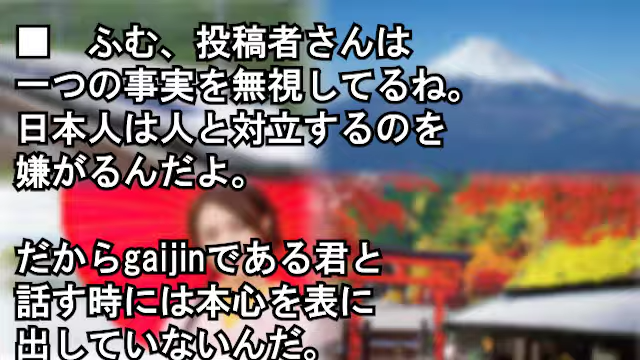 ■　ふむ、投稿者さんは
一つの事実を無視してるね。
日本人は人と対立するのを
嫌がるんだよ。
だからgaijinである君と
話す時には本心を表に
出していないんだ。